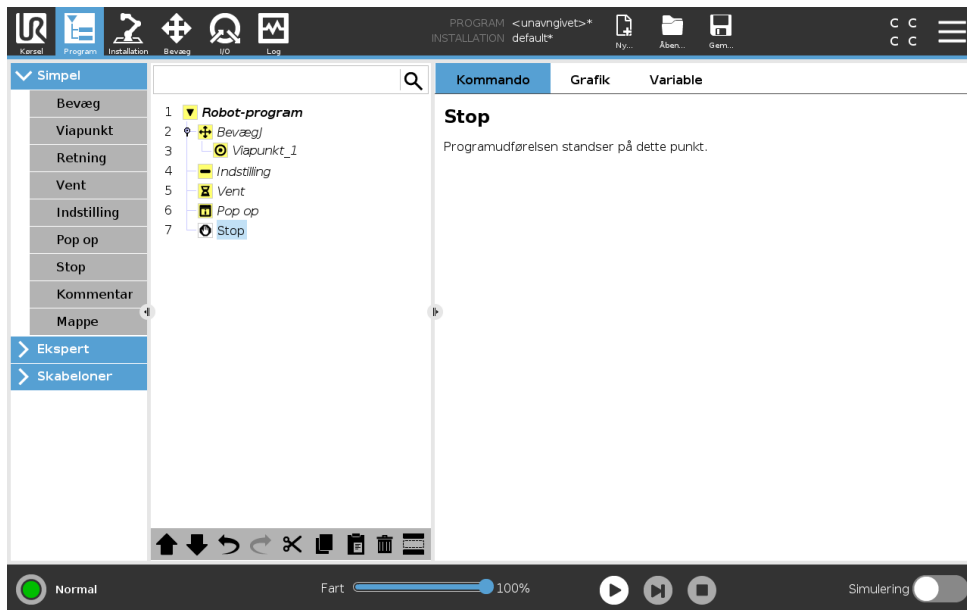 PROGRAM <unavngivet>*
INSTALLATION default*
Kørsel Program Installation Bevæg I/O Log Ny... Åben... Gem...
C C
C C
Simpel
Bevæg
Viapunkt
Retning
Vent
Indstilling
Pop op
Stop
Kommentar
Mappe
Ekspert
Skabeloner
1 Robot-program
2 BevægJ
3 Viapunkt_1
4 Indstilling
5 Vent
6 Pop op
7 Stop
Kommando Grafik Variable
Stop
Programudførelsen standser på dette punkt.
Normal Fart 100% Simulering